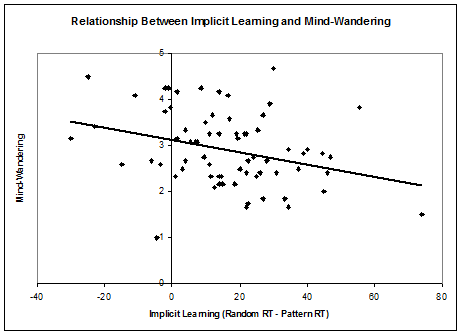 Relationship Between Implicit Learning and Mind-Wandering
5
4
3
2
1
0
Mind-Wandering
-40 -20 0 20 40 60 80
Implicit Learning (Random RT - Pattern RT)